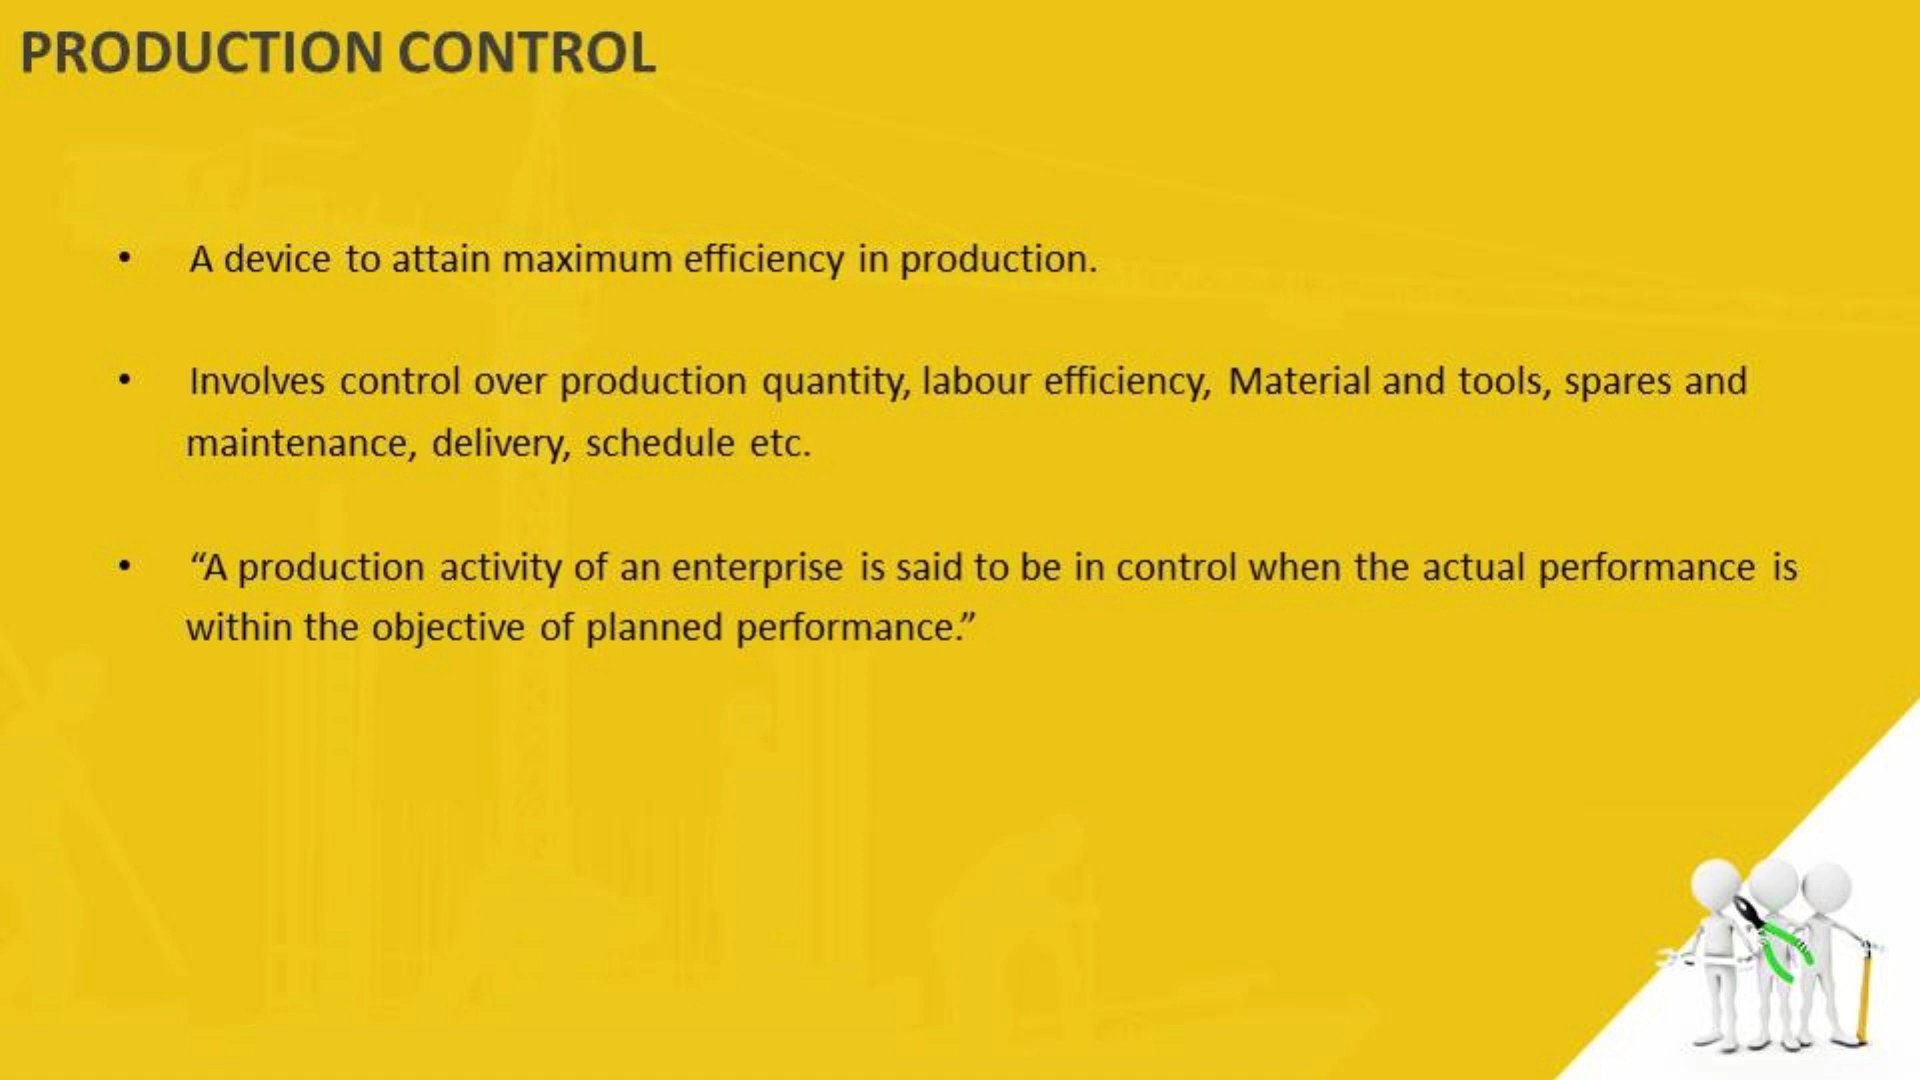 PRODUCTION CONTROL
• A device to attain maximum efficiency in production.
• Involves control over production quantity, labour efficiency, Material and tools, spares and
maintenance, delivery, schedule etc.
• “A production activity of an enterprise is said to be in control when the actual performance is
within the objective of planned performance.”